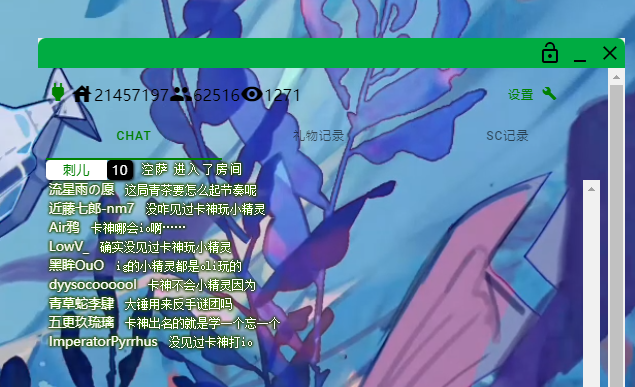 21457197 62516 1271 设置
CHAT 礼物记录 SC记录
刺儿 10 空萨 进入了房间
流星雨の愿 这局青茶要怎么起节奏呢
近藤七郎-nm7 没咋见过卡神玩小精灵
Air鸦 卡神哪会io啊……
LowV_ 确实没见过卡神玩小精灵
黑眸OuO ig的小精灵都是oli玩的
dyysocoooool 卡神不会小精灵因为
青草蛇李肆 大锤用来反手谜团吗
五更玖琉璃 卡神出名的就是学一个忘一个
ImperatorPyrrhus 没见过卡神打io